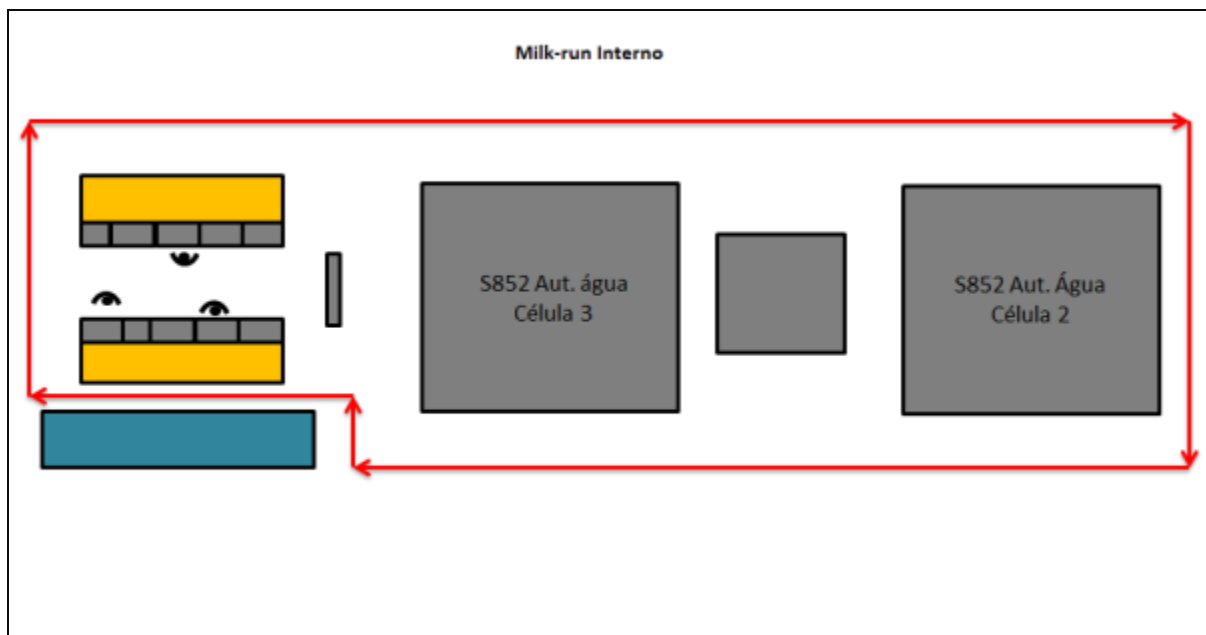 Milk-run Interno
S852 Aut. água
Célula 3
S852 Aut. Água
Célula 2